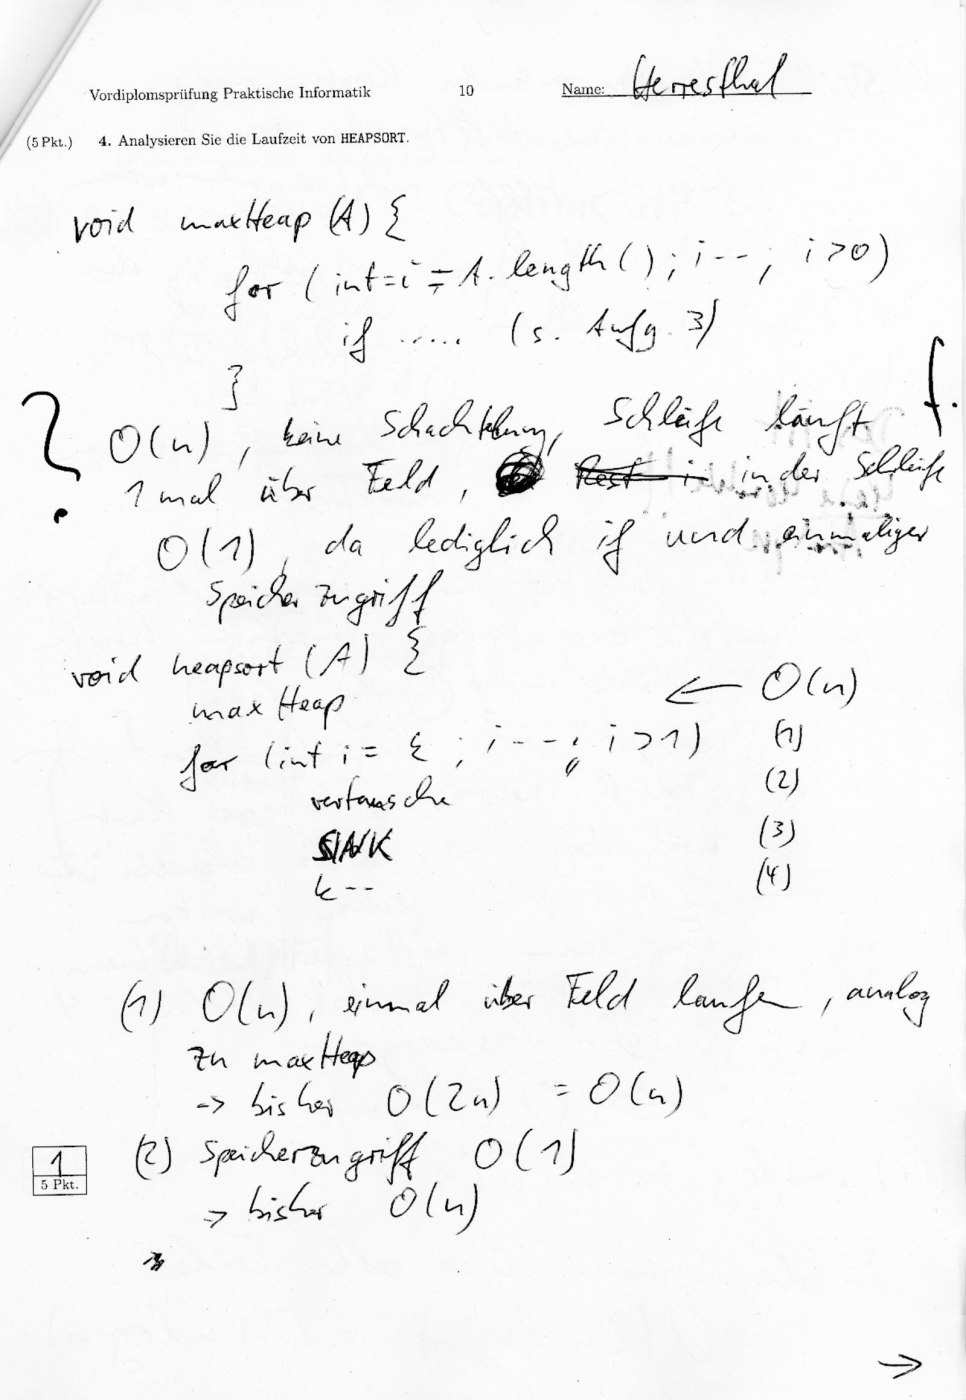 Vordiplomsprüfung Praktische Informatik 10 Name: Herresthal
(5 Pkt.) 4. Analysieren Sie die Laufzeit von HEAPSORT.
void maxHeap (A) {
for (int=i = A.length(); i--; i>0)
if ..... (s. Aufg. 3)
}
? O(n), keine Schachtelung, Schleife läuft f.
1 mal über Feld, in der Schleife
O(1), da lediglich if und einmaliger
Speicherzugriff
void heapsort (A) {
maxHeap ← O(n)
for (int i = ; i--; i>1) (1)
vertausche (2)
SINK (3)
k-- (4)
(1) O(n), einmal über Feld laufen, analog
zu maxHeap
-> bisher O(2n) = O(n)
(2) Speicherzugriff O(1)
-> bisher O(n)
1
5 Pkt.
→